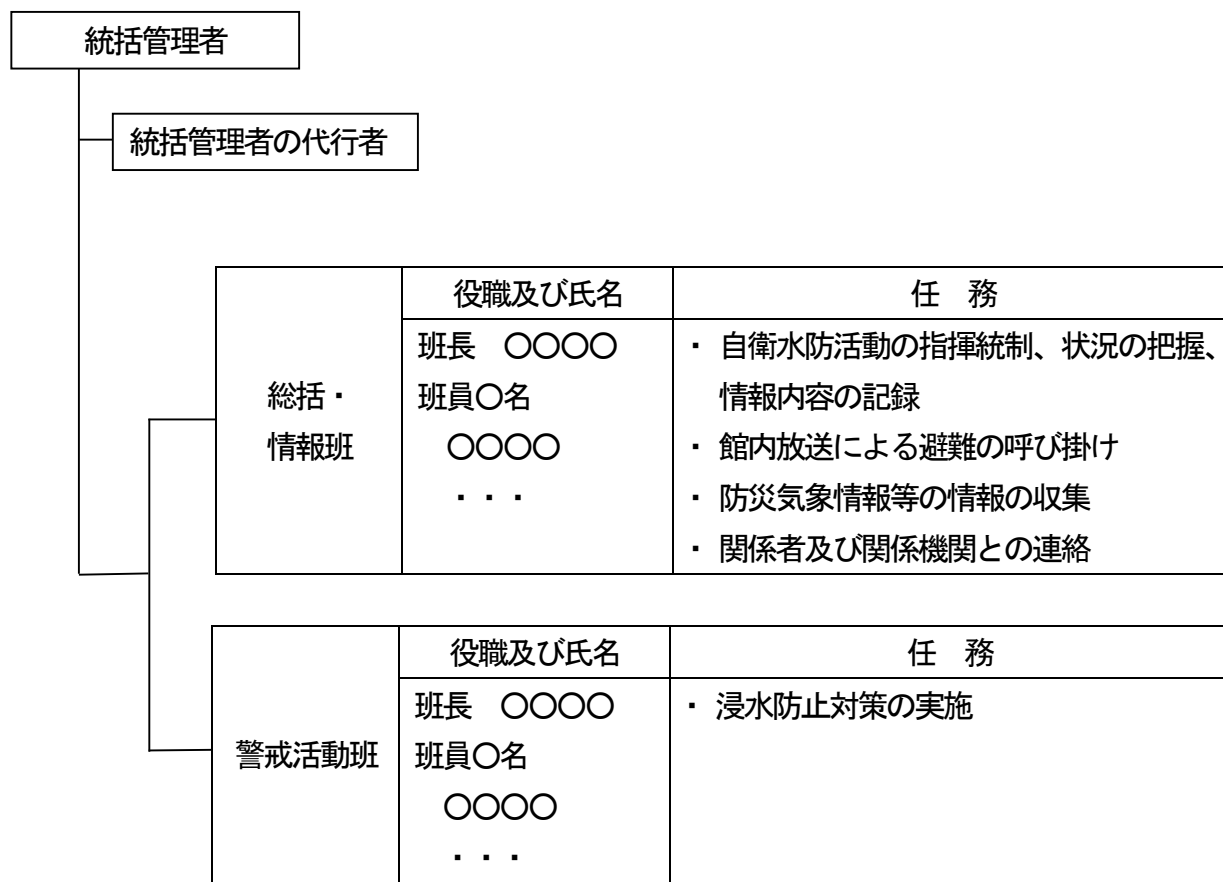 統括管理者
統括管理者の代行者
総括・
情報班
役職及び氏名
任　務
班長　〇〇〇〇
班員〇名
〇〇〇〇
・・・
・ 自衛水防活動の指揮統制、状況の把握、
情報内容の記録
・ 館内放送による避難の呼び掛け
・ 防災気象情報等の情報の収集
・ 関係者及び関係機関との連絡
警戒活動班
役職及び氏名
任　務
班長　〇〇〇〇
班員〇名
〇〇〇〇
・・・
・ 浸水防止対策の実施